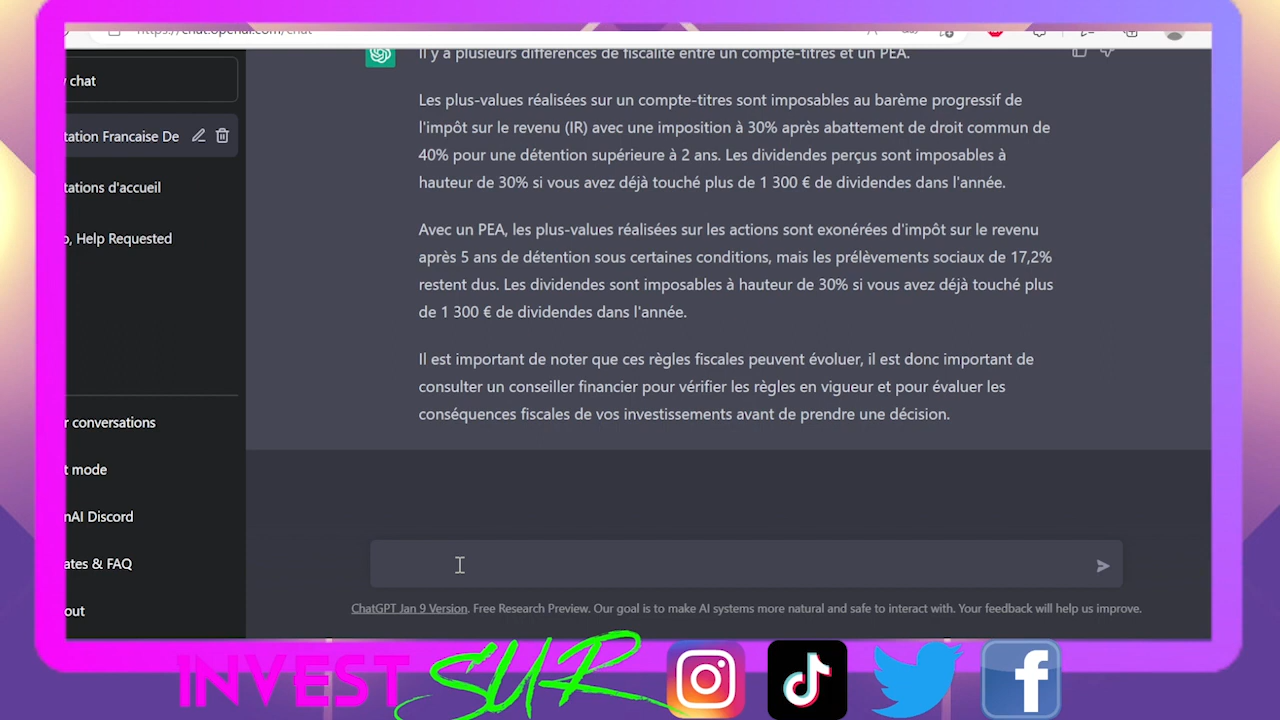 https://chat.openai.com/chat
chat
tation Francaise De
tations d'accueil
o, Help Requested
r conversations
t mode
nAI Discord
ates & FAQ
out
Il y a plusieurs différences de fiscalité entre un compte-titres et un PEA.
Les plus-values réalisées sur un compte-titres sont imposables au barème progressif de
l'impôt sur le revenu (IR) avec une imposition à 30% après abattement de droit commun de
40% pour une détention supérieure à 2 ans. Les dividendes perçus sont imposables à
hauteur de 30% si vous avez déjà touché plus de 1 300 € de dividendes dans l'année.
Avec un PEA, les plus-values réalisées sur les actions sont exonérées d'impôt sur le revenu
après 5 ans de détention sous certaines conditions, mais les prélèvements sociaux de 17,2%
restent dus. Les dividendes sont imposables à hauteur de 30% si vous avez déjà touché plus
de 1 300 € de dividendes dans l'année.
Il est important de noter que ces règles fiscales peuvent évoluer, il est donc important de
consulter un conseiller financier pour vérifier les règles en vigueur et pour évaluer les
conséquences fiscales de vos investissements avant de prendre une décision.
ChatGPT Jan 9 Version. Free Research Preview. Our goal is to make AI systems more natural and safe to interact with. Your feedback will help us improve.
INVEST SUR